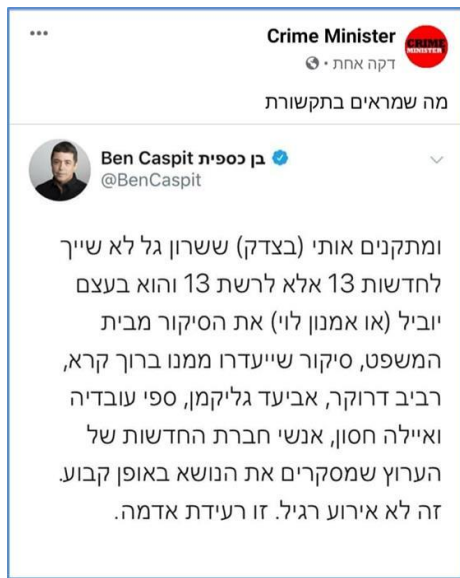 Crime Minister
CRIME
MINISTER
דקה אחת ·
מה שמראים בתקשורת
Ben Caspit בן כספית
@BenCaspit
ומתקנים אותי (בצדק) ששרון גל לא שייך
לחדשות 13 אלא לרשת 13 והוא בעצם
יוביל (או אמנון לוי) את הסיקור מבית
המשפט, סיקור שייעדרו ממנו ברוך קרא,
רביב דרוקר, אביעד גליקמן, ספי עובדיה
ואיילה חסון, אנשי חברת החדשות של
הערוץ שמסקרים את הנושא באופן קבוע.
זה לא אירוע רגיל. זו רעידת אדמה.